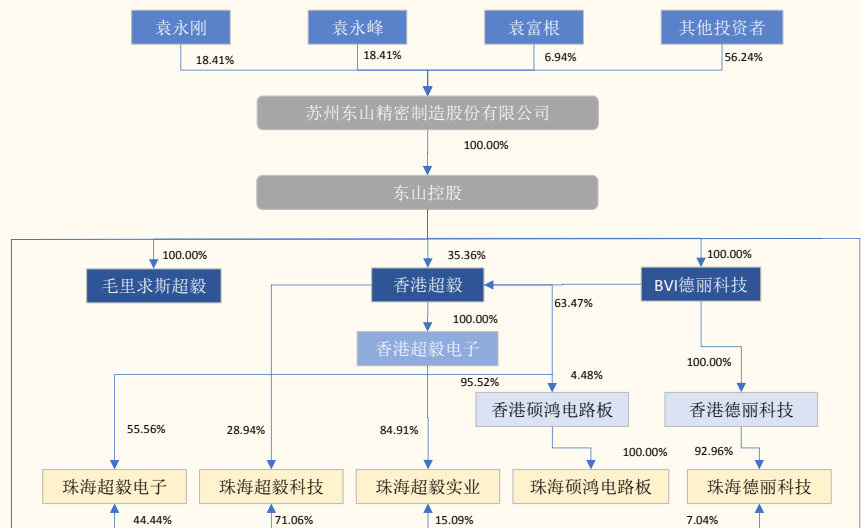 袁永刚
袁永峰
袁富根
其他投资者
18.41%
18.41%
6.94%
56.24%
苏州东山精密制造股份有限公司
100.00%
东山控股
100.00%
35.36%
100.00%
毛里求斯超毅
香港超毅
BVI德丽科技
63.47%
100.00%
香港超毅电子
100.00%
95.52%
4.48%
香港硕鸿电路板
香港德丽科技
55.56%
28.94%
84.91%
100.00%
92.96%
珠海超毅电子
珠海超毅科技
珠海超毅实业
珠海硕鸿电路板
珠海德丽科技
44.44%
71.06%
15.09%
7.04%